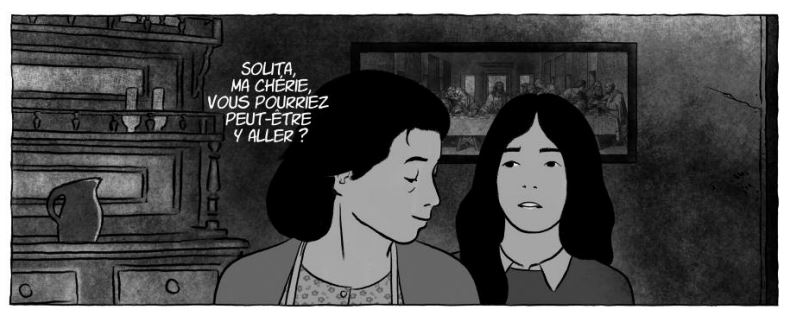 SOLITA,
MA CHÉRIE,
VOUS POURRIEZ
PEUT-ÊTRE
Y ALLER ?